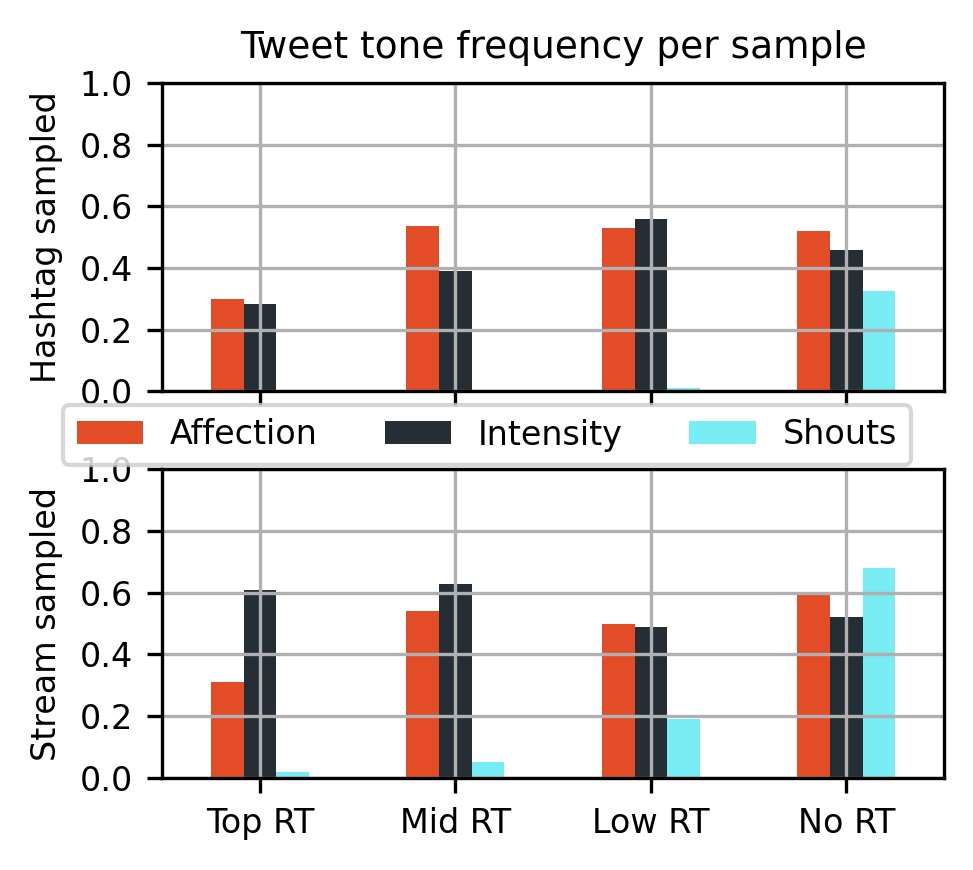 Tweet tone frequency per sample
Hashtag sampled
1.0
0.8
0.6
0.4
0.2
0.0
Affection Intensity Shouts
Stream sampled
1.0
0.8
0.6
0.4
0.2
0.0
Top RT Mid RT Low RT No RT